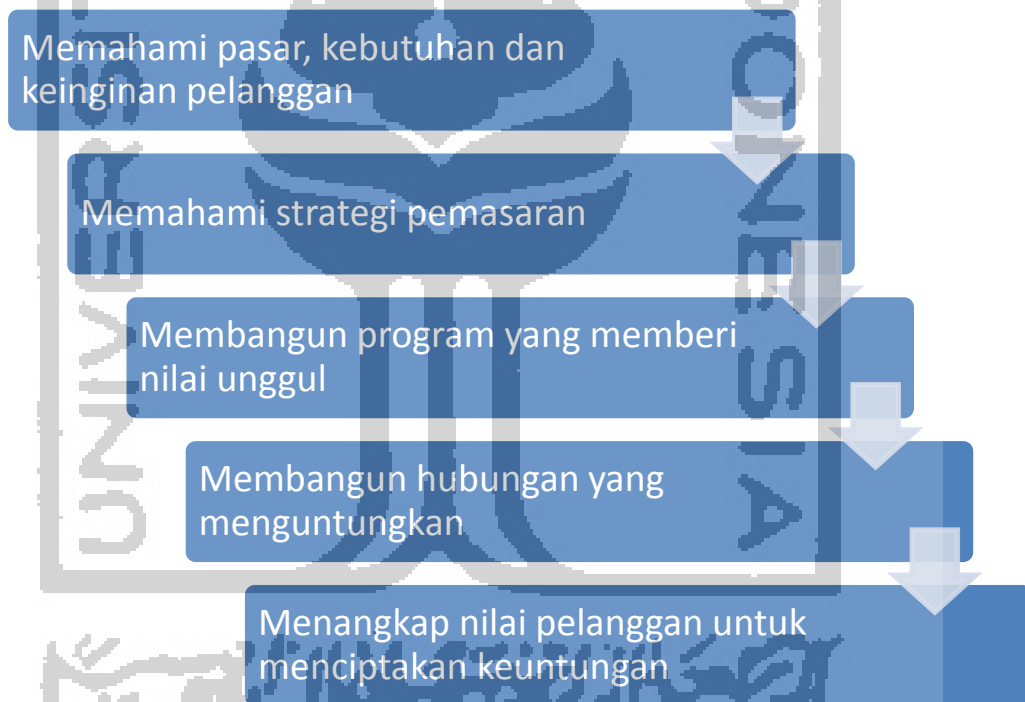 Memahami pasar, kebutuhan dan
keinginan pelanggan
Memahami strategi pemasaran
Membangun program yang memberi
nilai unggul
Membangun hubungan yang
menguntungkan
Menangkap nilai pelanggan untuk
menciptakan keuntungan